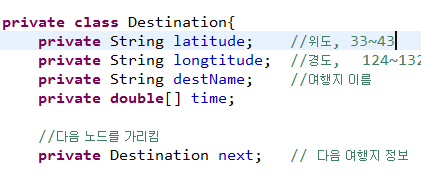 private class Destination{
private String latitude; //위도, 33~43
private String longtitude; //경도, 124~132
private String destName; //여행지 이름
private double[] time;
//다음 노드를 가리킴
private Destination next; // 다음 여행지 정보